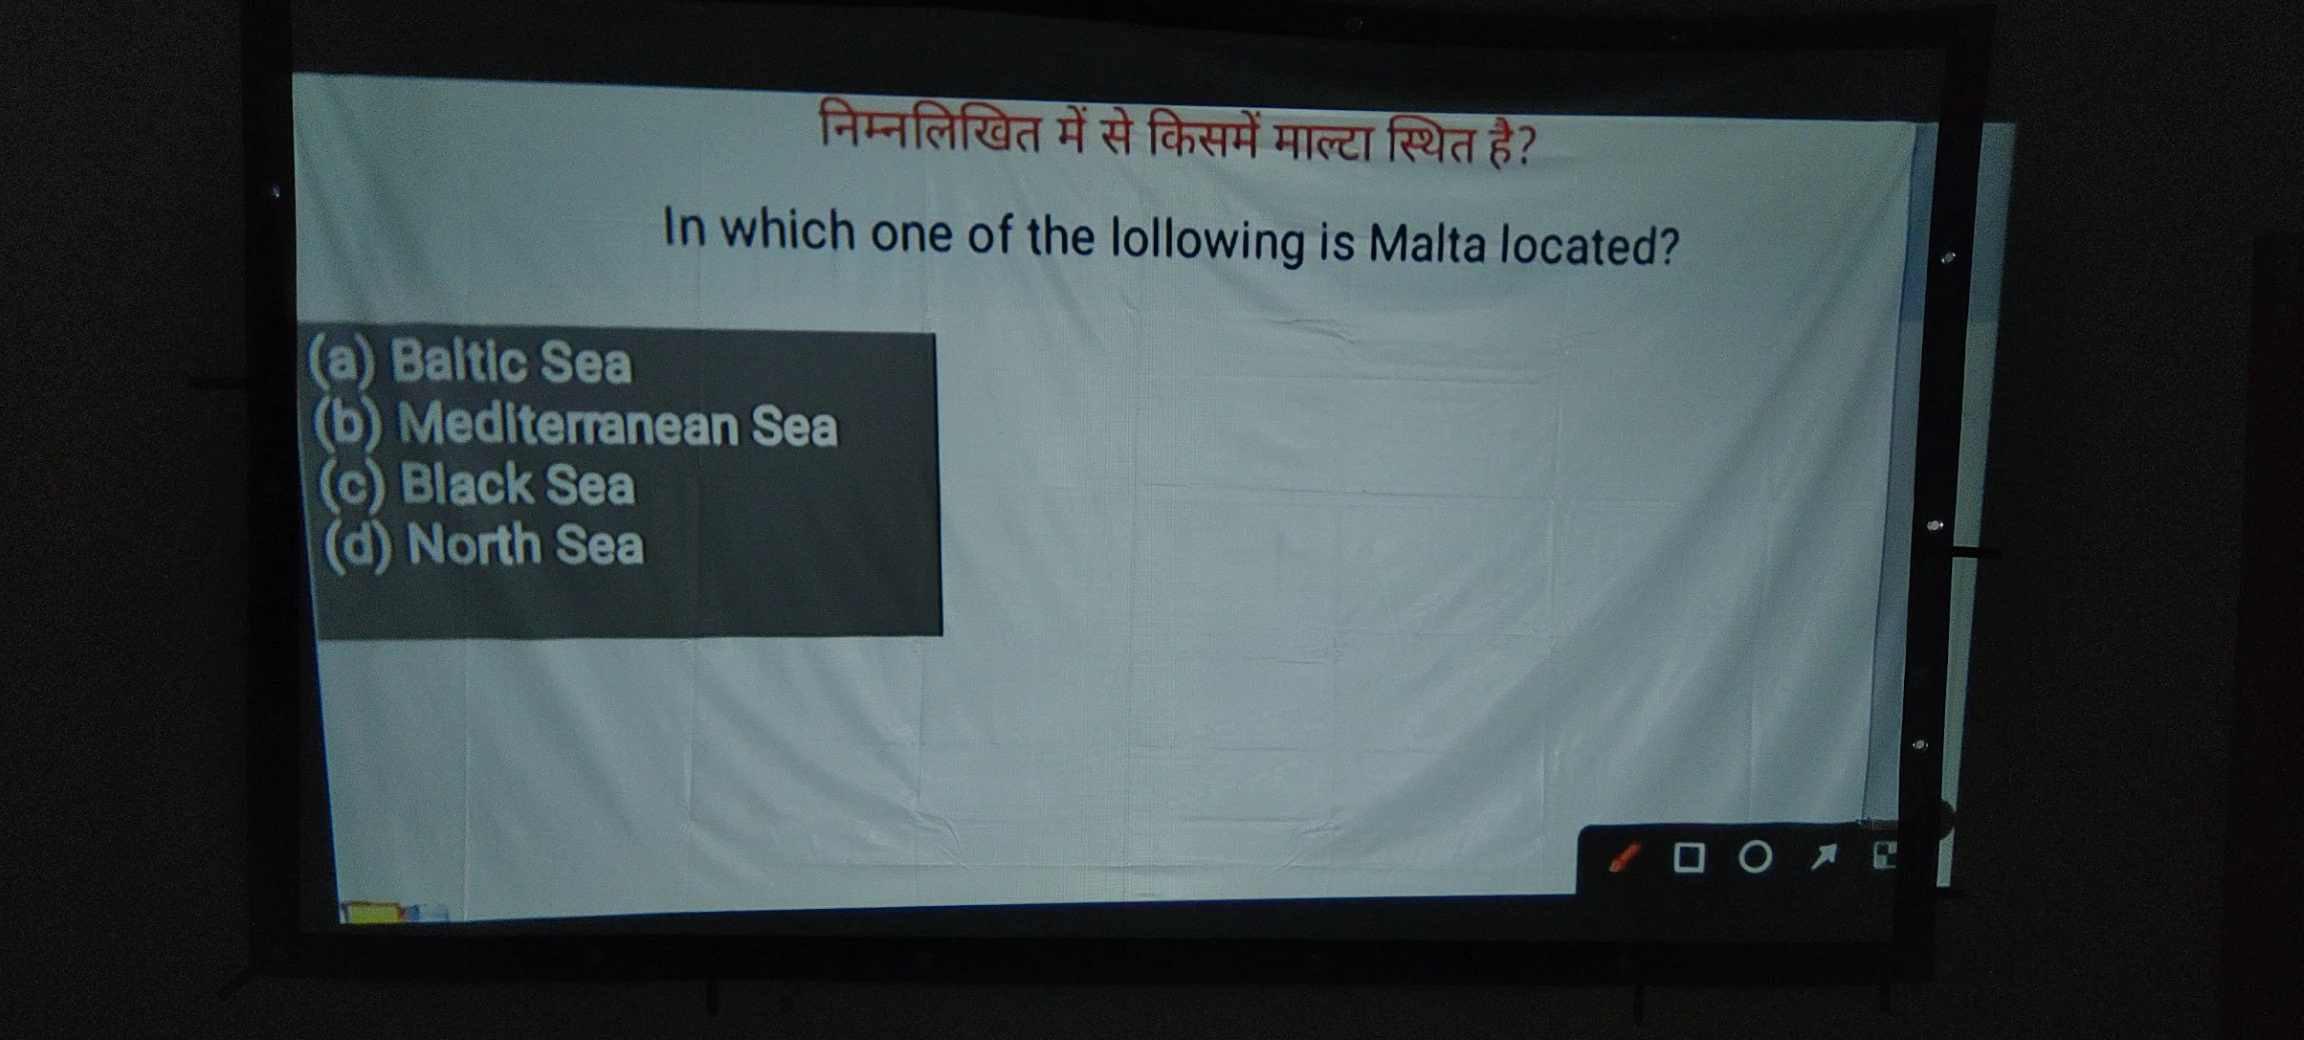 निम्नलिखित में से किसमें माल्टा स्थित है?
In which one of the lollowing is Malta located?
(a) Baltic Sea
(b) Mediterranean Sea
(c) Black Sea
(d) North Sea